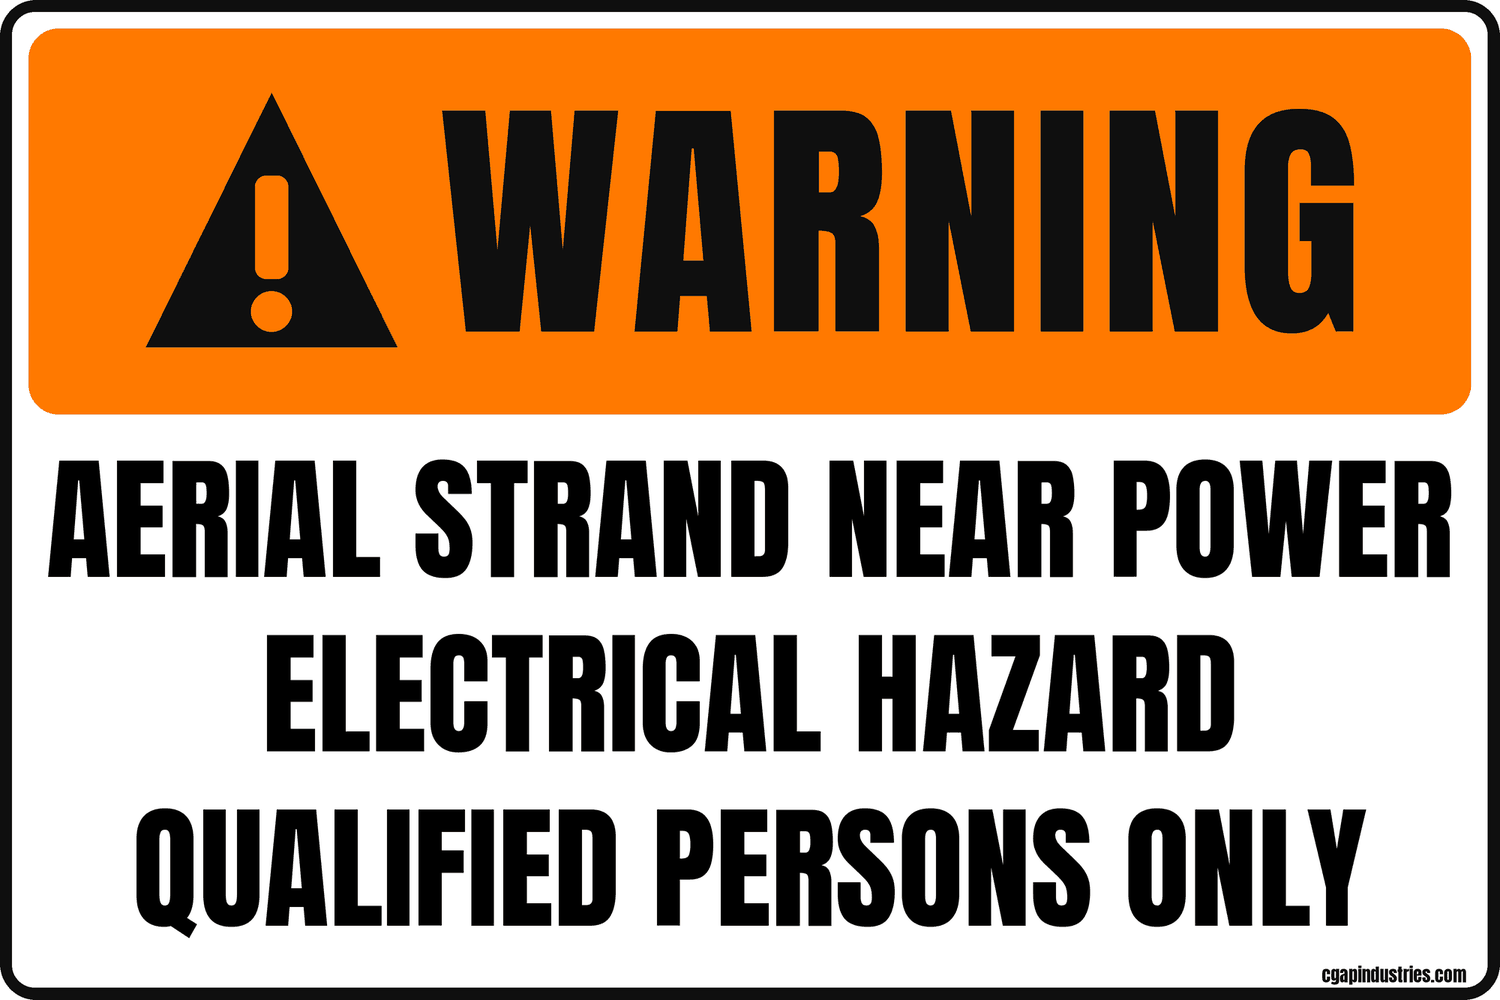 WARNING
AERIAL STRAND NEAR POWER
ELECTRICAL HAZARD
QUALIFIED PERSONS ONLY
cgapindustries.com